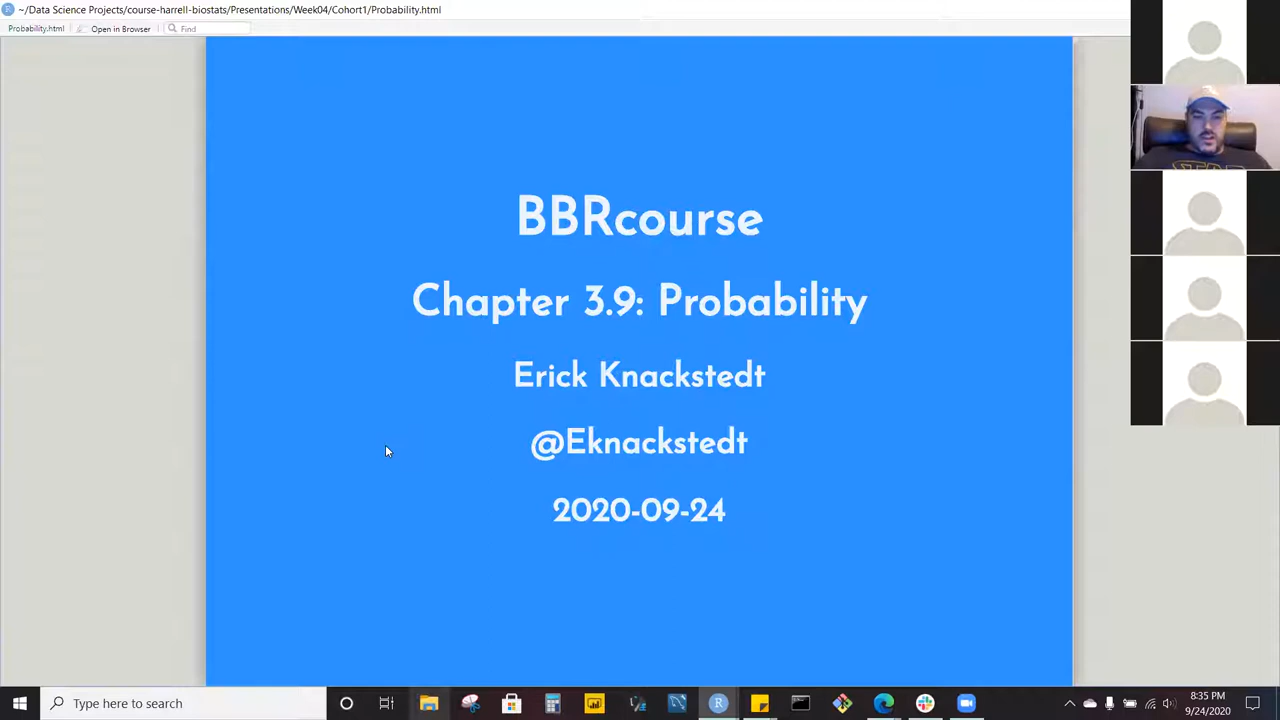 ~/Data Science Projects/course-harrell-biostats/Presentations/Week04/Cohort1/Probability.html
Probability.html
Open in Browser
Find
BBRcourse
Chapter 3.9: Probability
Erick Knackstedt
@Eknackstedt
2020-09-24
Type here to search
8:35 PM
9/24/2020